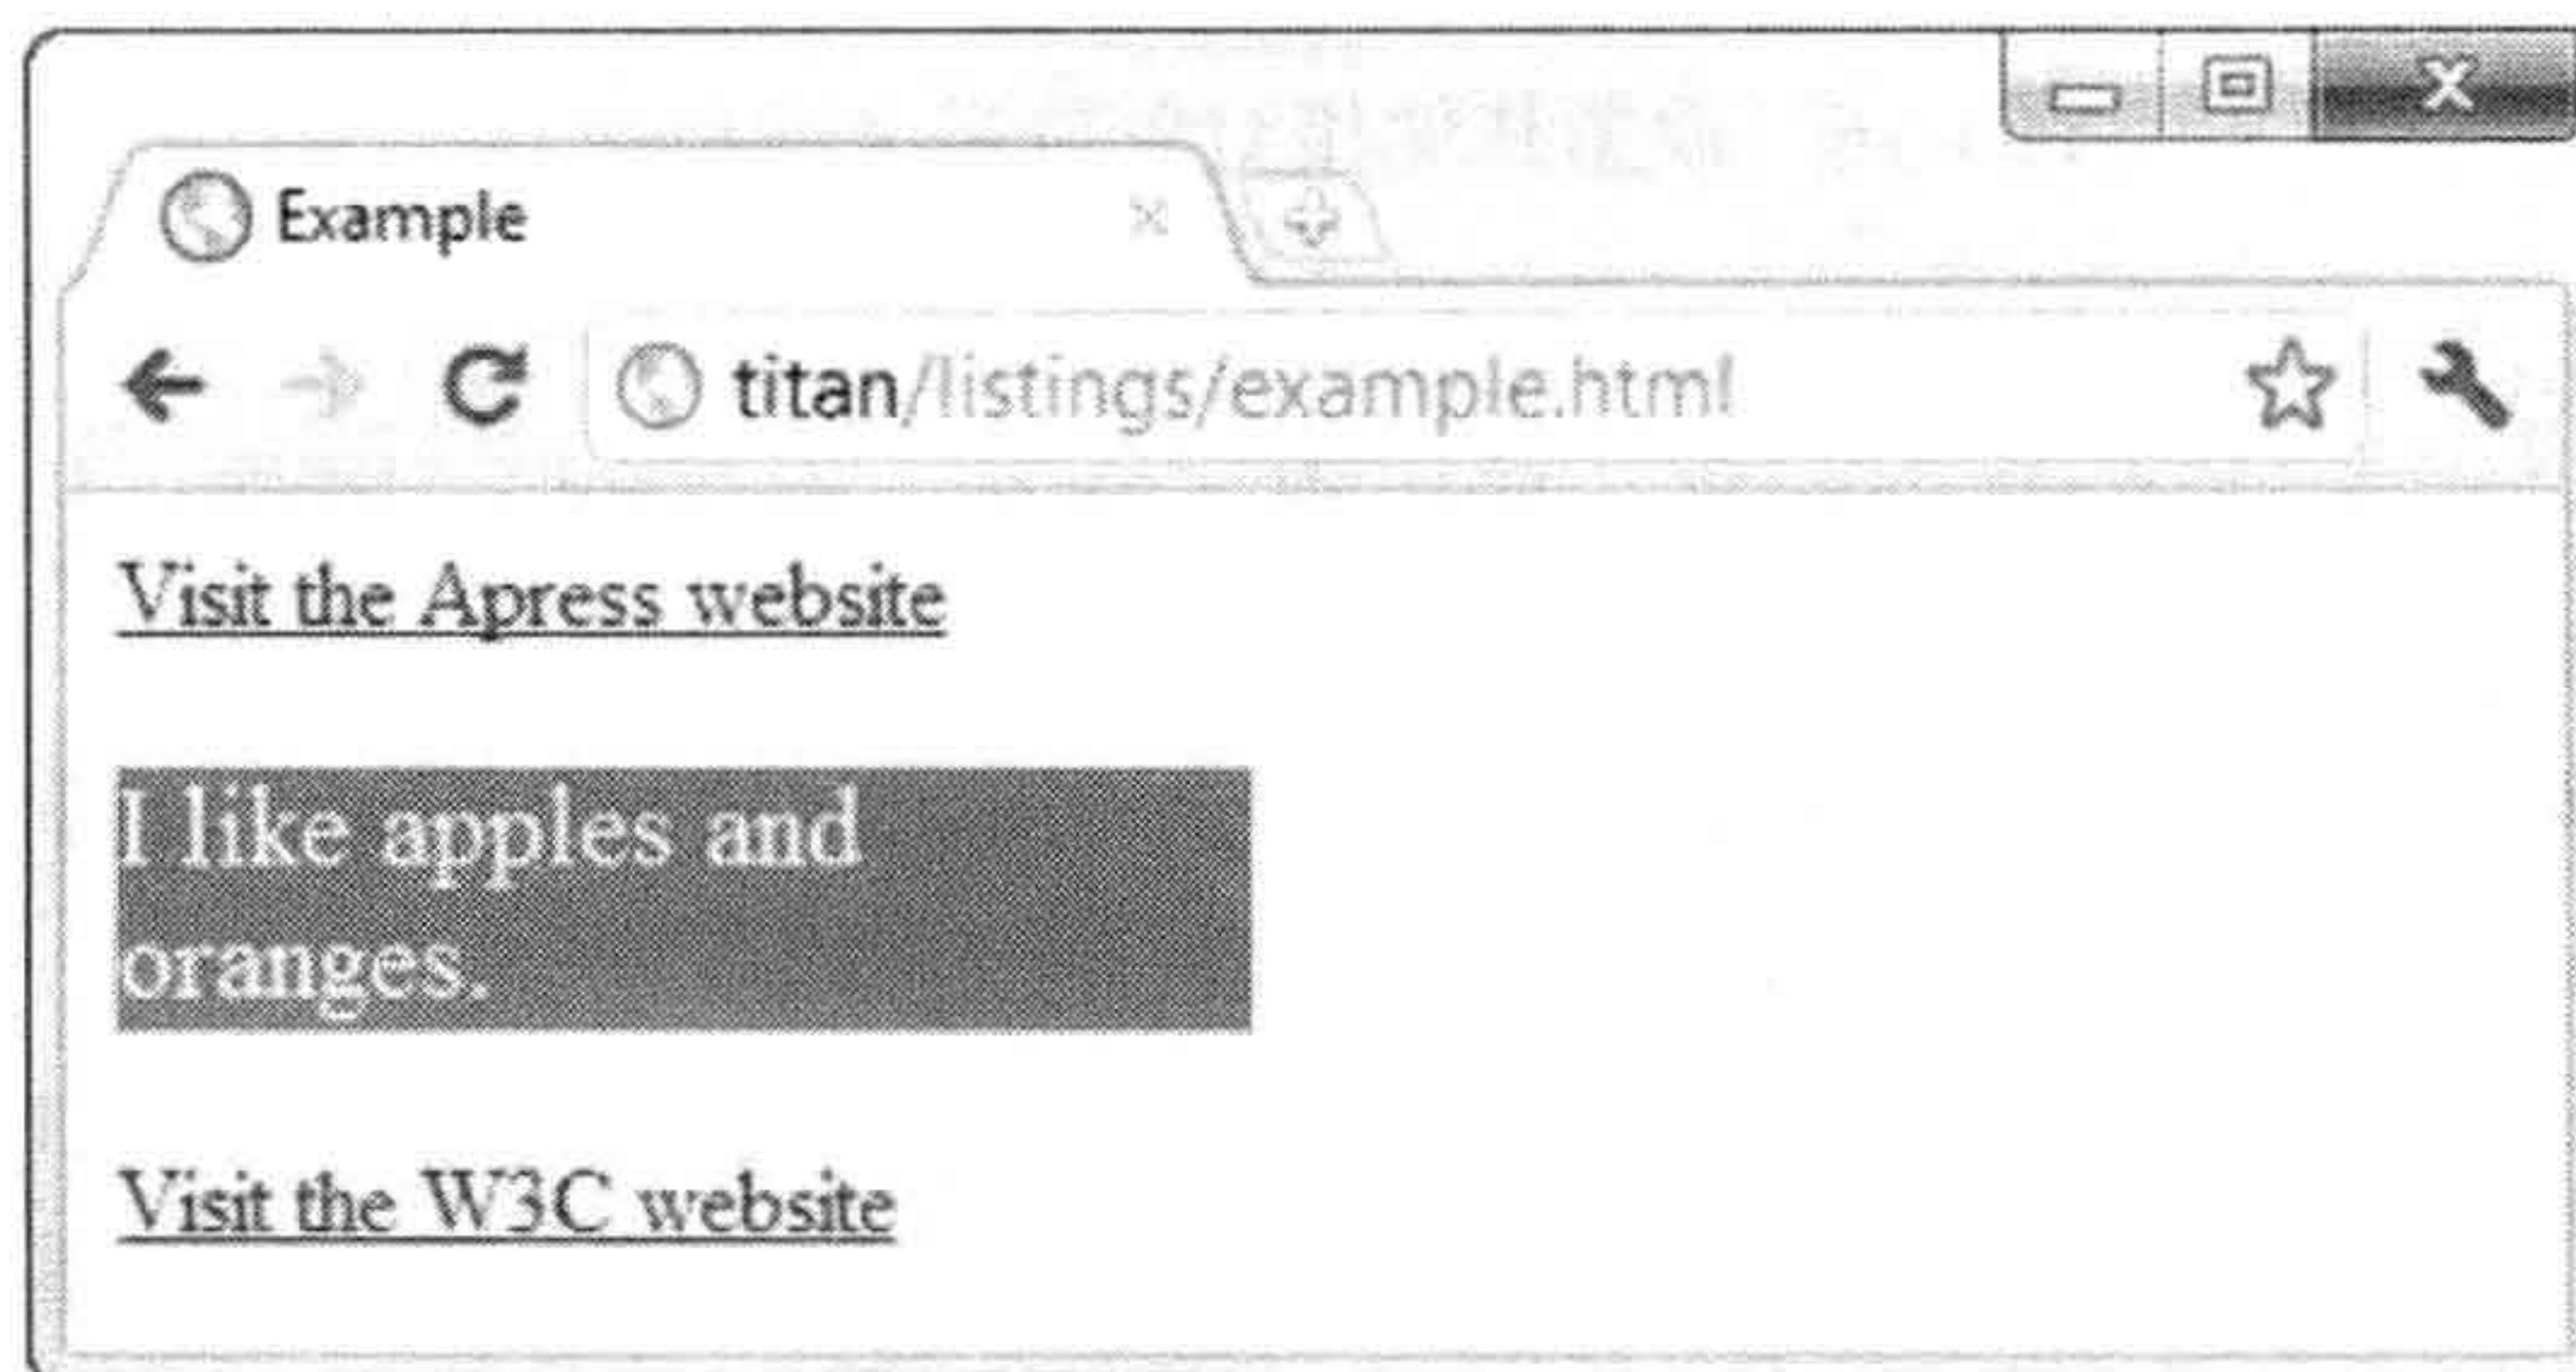 Example
titan/listings/example.html
Visit the Apress website
I like apples and
oranges.
Visit the W3C website